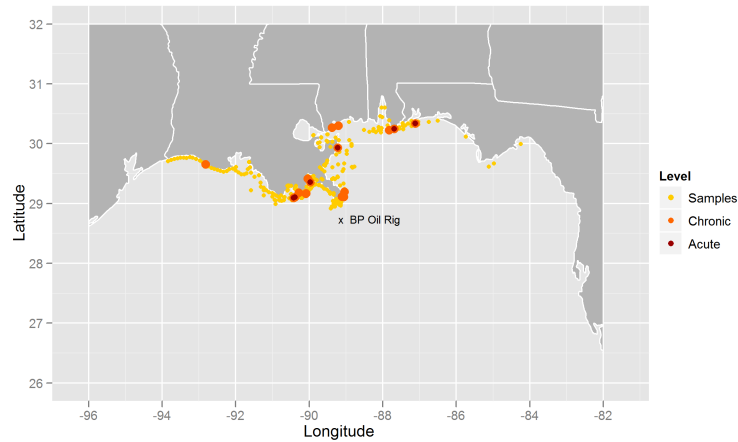 32
31
30
29
28
27
26
Latitude
x BP Oil Rig
-96
-94
-92
-90
-88
-86
-84
-82
Longitude
Level
Samples
Chronic
Acute